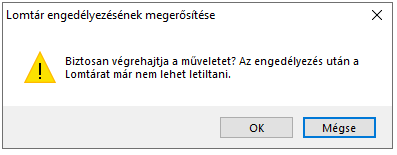 Lomtár engedélyezésének megerősítése
Biztosan végrehajtja a műveletet? Az engedélyezés után a
Lomtárat már nem lehet letiltani.
OK
Mégse